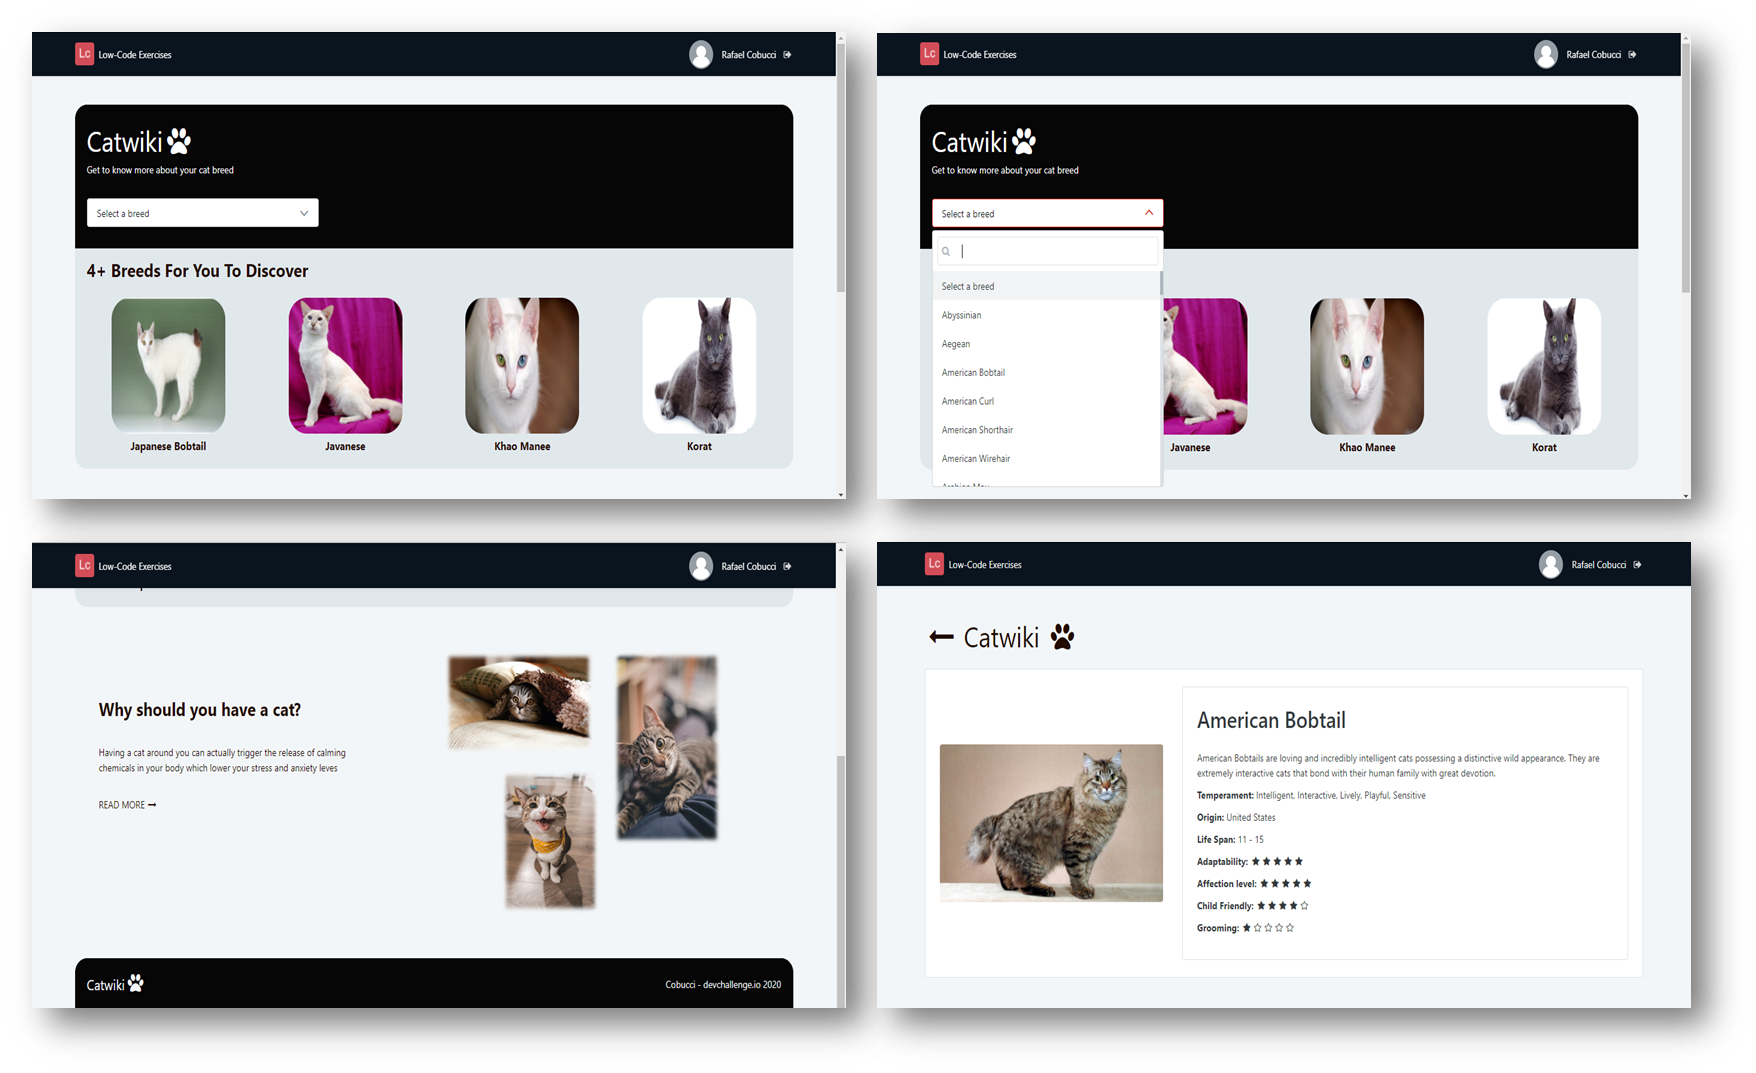 Lc Low-Code Exercises
Rafael Cobucci
Catwiki
Get to know more about your cat breed
Select a breed
4+ Breeds For You To Discover
Japanese Bobtail
Javanese
Khao Manee
Korat
Lc Low-Code Exercises
Rafael Cobucci
Catwiki
Get to know more about your cat breed
Select a breed
Select a breed
Abyssinian
Aegean
American Bobtail
American Curl
American Shorthair
American Wirehair
Javanese
Khao Manee
Korat
Lc Low-Code Exercises
Rafael Cobucci
Why should you have a cat?
Having a cat around you can actually trigger the release of calming
chemicals in your body which lower your stress and anxiety leves
READ MORE
Catwiki
Cobucci - devchallenge.io 2020
Lc Low-Code Exercises
Rafael Cobucci
Catwiki
American Bobtail
American Bobtails are loving and incredibly intelligent cats possessing a distinctive wild appearance. They are
extremely interactive cats that bond with their human family with great devotion.
Temperament: Intelligent, Interactive, Lively, Playful, Sensitive
Origin: United States
Life Span: 11 - 15
Adaptability: ★★★★★
Affection level: ★★★★★
Child Friendly: ★★★★☆
Grooming: ★☆☆☆☆